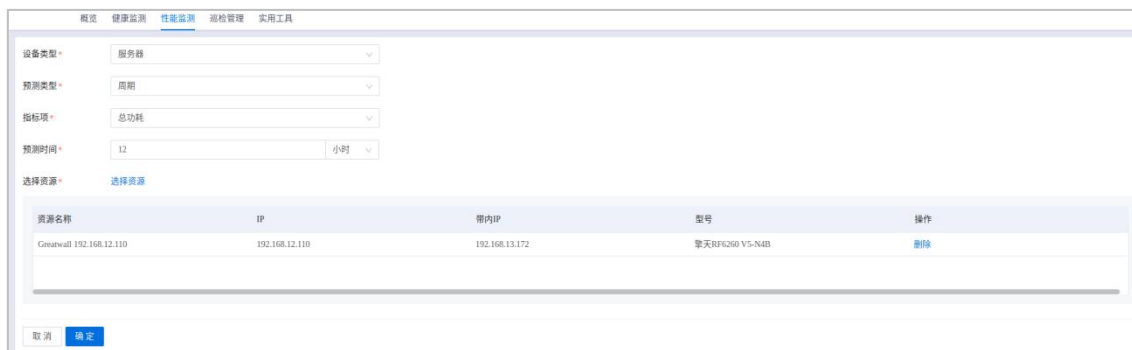 概览 健康监测 性能监测 巡检管理 实用工具
设备类型* 服务器
预测类型* 周期
指标项* 总功耗
预测时间* 12 小时
选择资源* 选择资源
资源名称 IP 带内IP 型号 操作
Greatwall 192.168.12.110 192.168.12.110 192.168.13.172 擎天RF6260 V5-N4B 删除
取消 确定